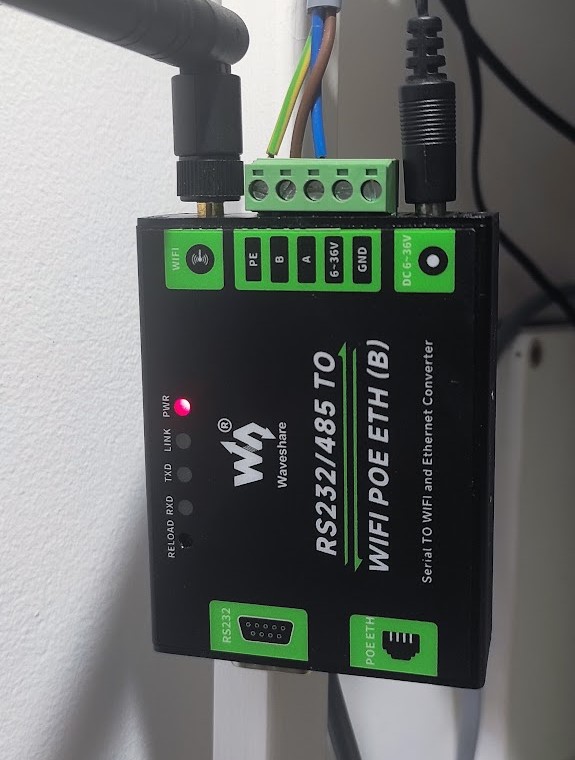 WIFI
PE
B
A
6~36V
GND
DC 6~36V
PWR
LINK
TXD
RXD
RELOAD
®
Waveshare
RS232/485 TO
WIFI POE ETH (B)
Serial TO WIFI and Ethernet Converter
RS232
POE ETH